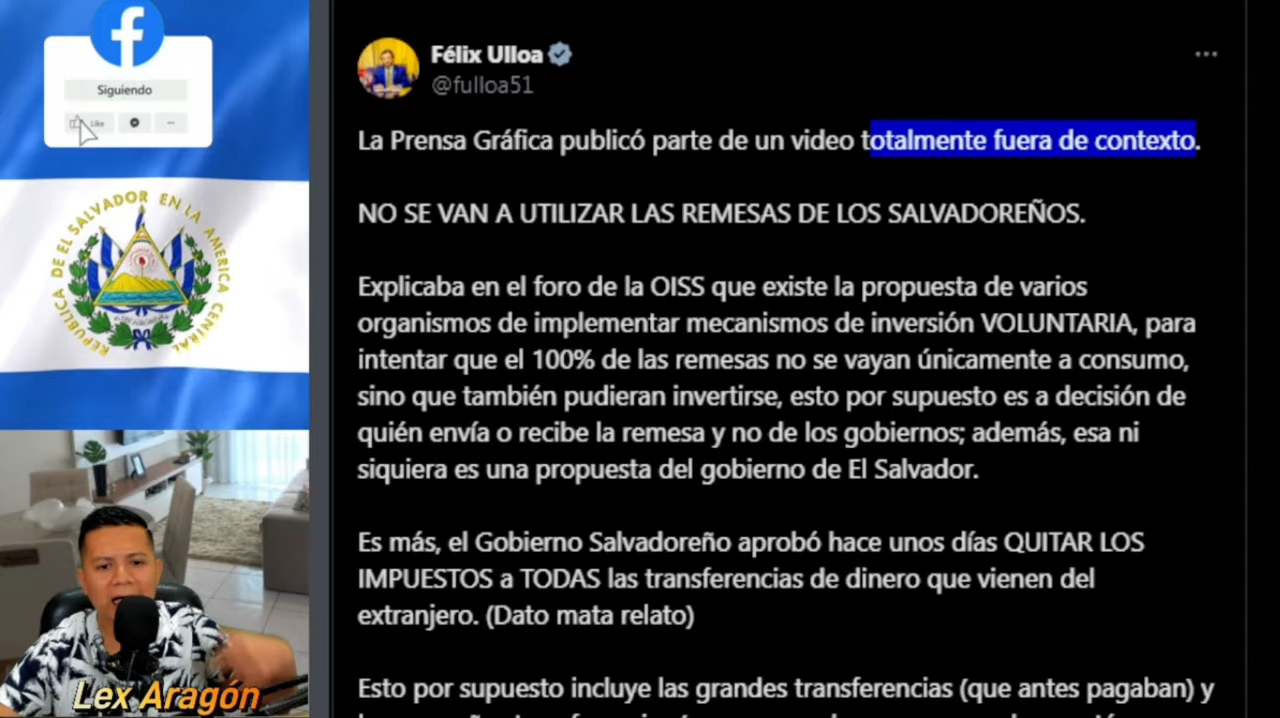 Siguiendo
Like
REPÚBLICA DE EL SALVADOR EN LA AMERICA CENTRAL
Lex Aragón
Félix Ulloa
@fulloa51
La Prensa Gráfica publicó parte de un video totalmente fuera de contexto.
NO SE VAN A UTILIZAR LAS REMESAS DE LOS SALVADOREÑOS.
Explicaba en el foro de la OISS que existe la propuesta de varios
organismos de implementar mecanismos de inversión VOLUNTARIA, para
intentar que el 100% de las remesas no se vayan únicamente a consumo,
sino que también pudieran invertirse, esto por supuesto es a decisión de
quién envía o recibe la remesa y no de los gobiernos; además, esa ni
siquiera es una propuesta del gobierno de El Salvador.
Es más, el Gobierno Salvadoreño aprobó hace unos días QUITAR LOS
IMPUESTOS a TODAS las transferencias de dinero que vienen del
extranjero. (Dato mata relato)
Esto por supuesto incluye las grandes transferencias (que antes pagaban) y